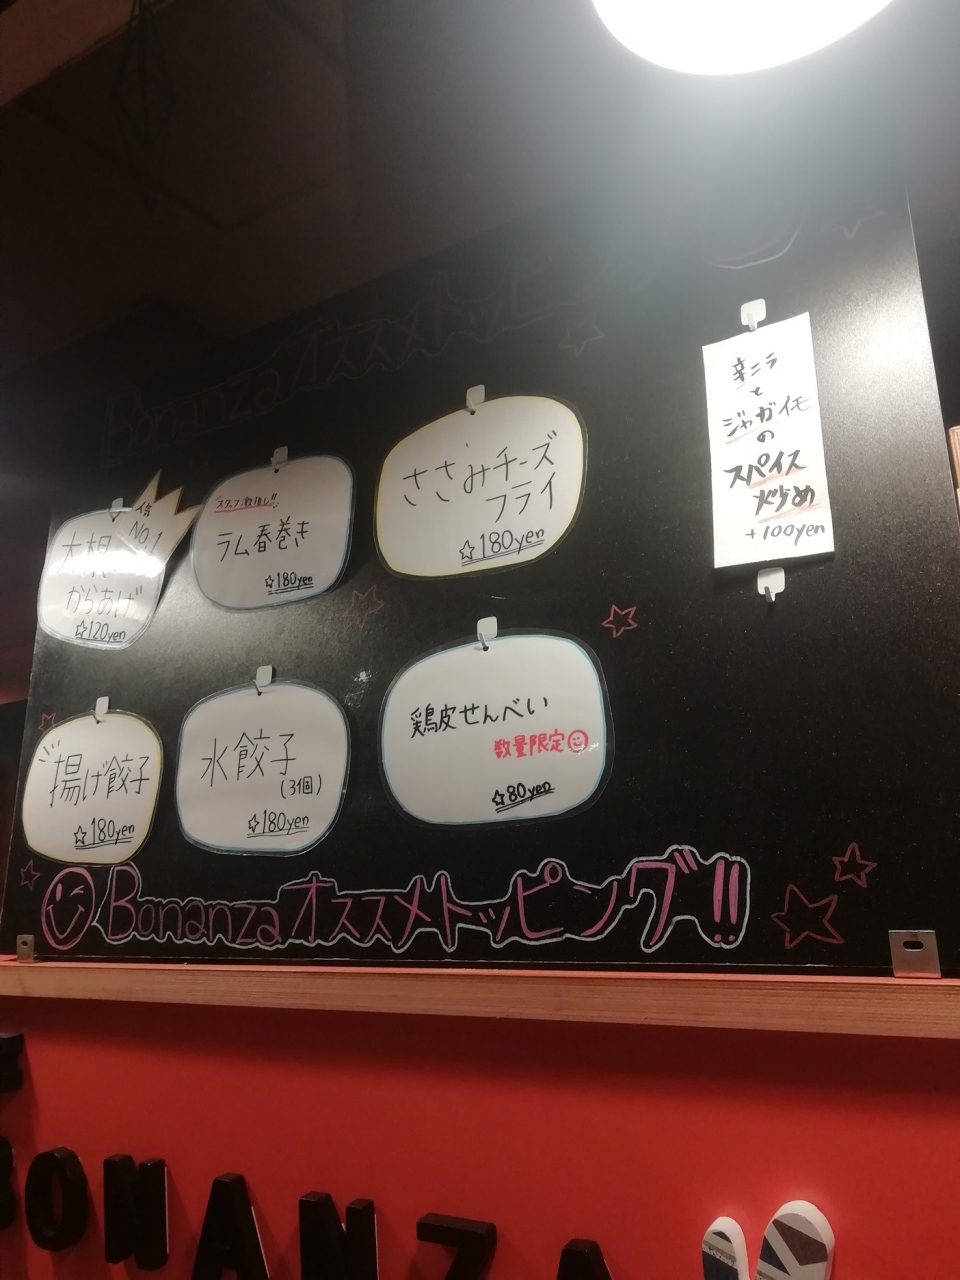 Bonanzaオススメトッピング
人気
No.1
大根
からあげ
☆120yen
スタッフ激推し!!
ラム春巻き
☆180yen
ささみチーズ
フライ
☆180yen
辛ニラ
と
ジャガイモ
の
スパイス
炒め
+100yen
揚げ餃子
☆180yen
水餃子
(3個)
☆180yen
鶏皮せんべい
数量限定
☆80yen
Bonanzaオススメトッピング!!
BONANZA